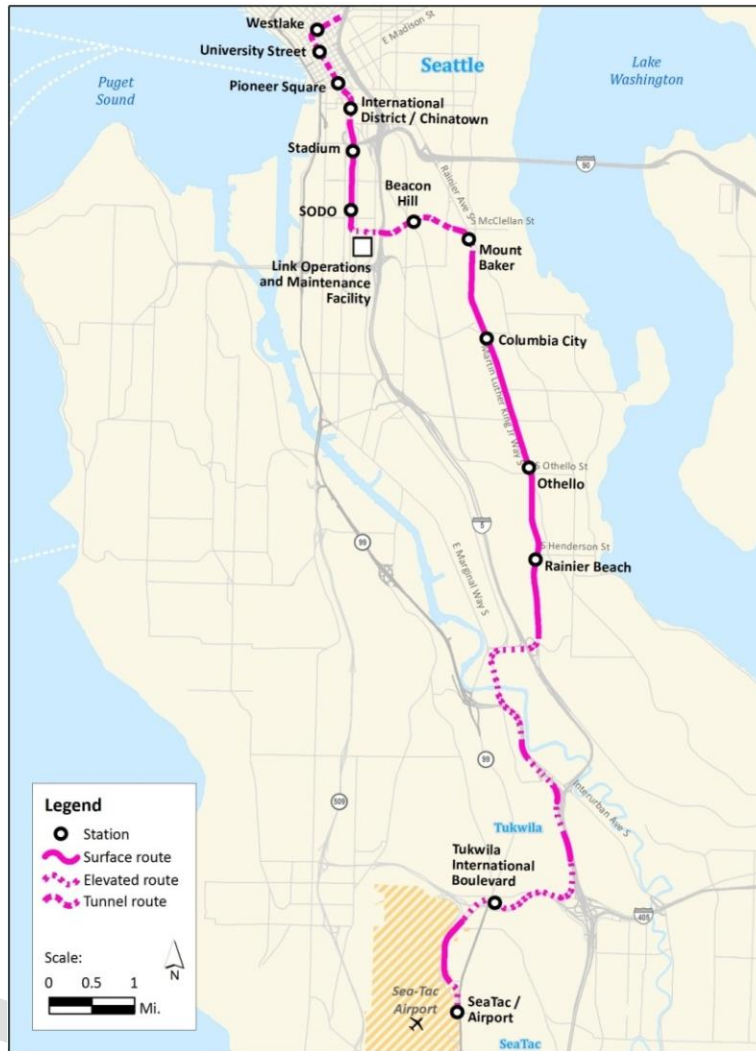 Westlake
E Madison St
University Street
Seattle
Lake
Washington
Puget
Sound
Pioneer Square
International
District / Chinatown
Stadium
90
Rainier Ave S
Beacon
Hill
SODO
S McClellan St
Mount
Baker
Link Operations
and Maintenance
Facility
Columbia City
Martin Luther King Jr Way S
S Othello St
Othello
5
99
S Henderson St
Rainier Beach
E Marginal Way S
99
509
Interurban Ave S
Tukwila
Tukwila
International
Boulevard
405
Sea-Tac
Airport
SeaTac /
Airport
SeaTac
Legend
Station
Surface route
Elevated route
Tunnel route
Scale:
N
0 0.5 1
Mi.